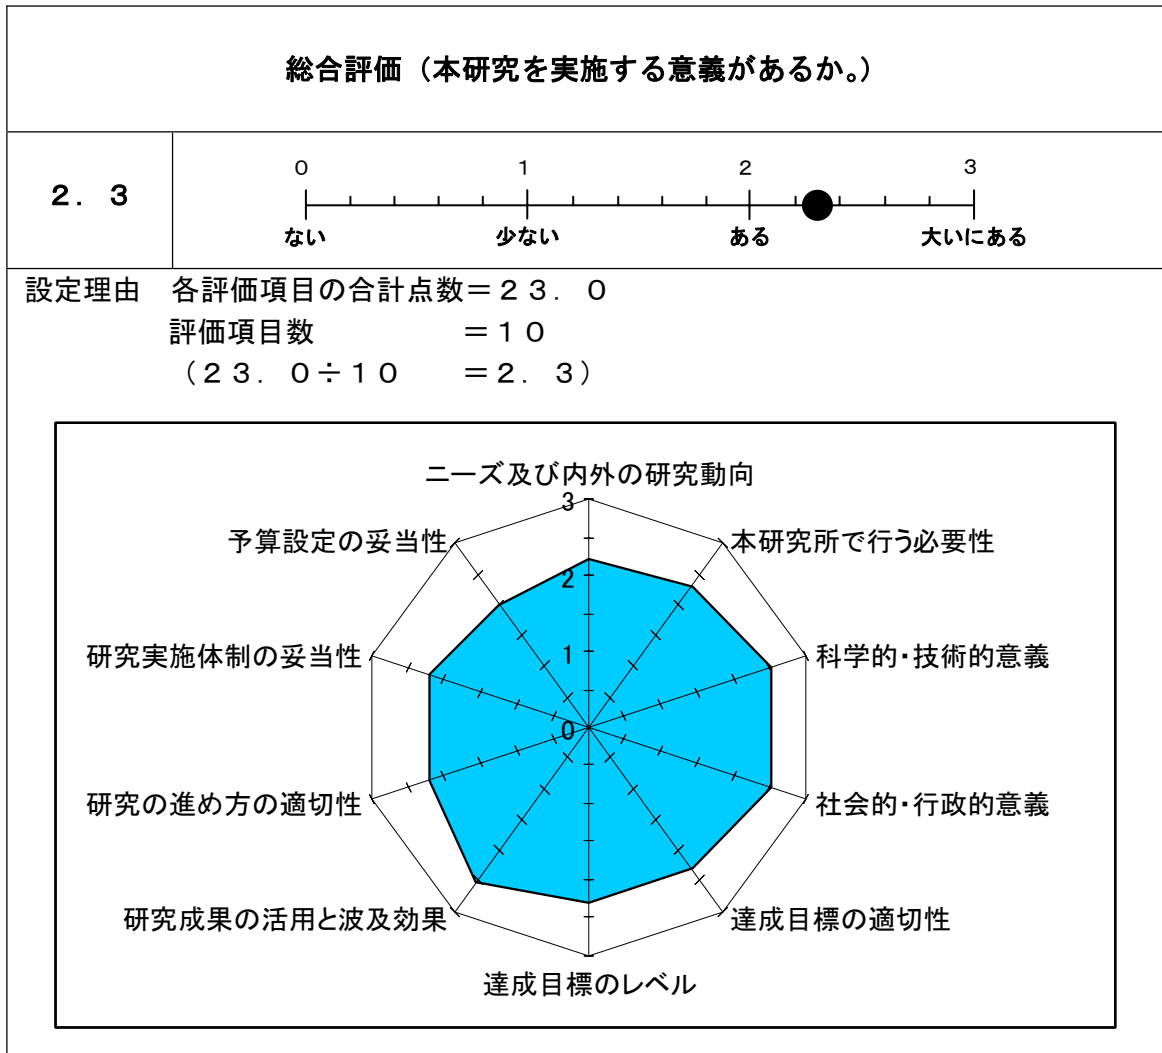 総合評価（本研究を実施する意義があるか。）
２．３
0 1 2 3
ない 少ない ある 大いにある
設定理由　各評価項目の合計点数＝２３．０
評価項目数　＝１０
（２３．０÷１０　＝２．３）
ニーズ及び内外の研究動向
3
予算設定の妥当性
本研究所で行う必要性
2
研究実施体制の妥当性
1
科学的・技術的意義
0
研究の進め方の適切性
社会的・行政的意義
研究成果の活用と波及効果
達成目標の適切性
達成目標のレベル